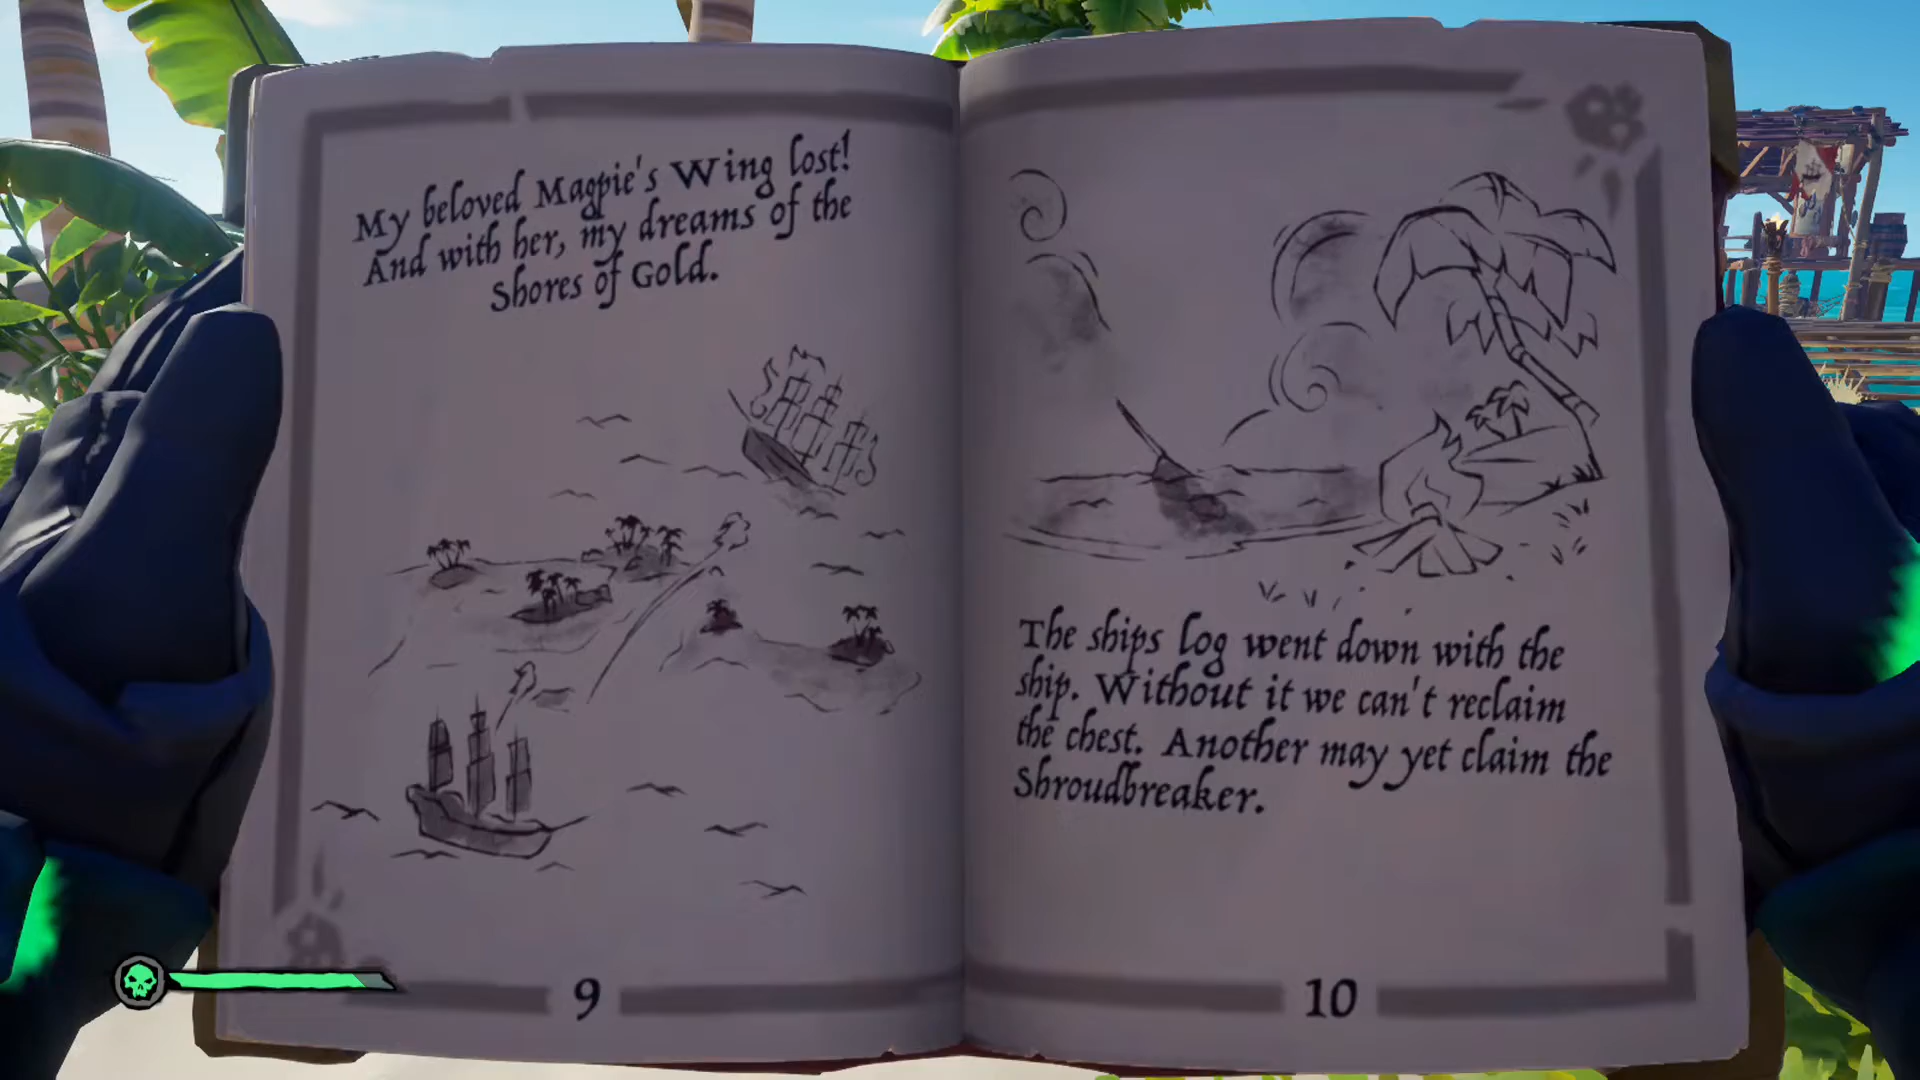 My beloved Magpie's Wing lost!
And with her, my dreams of the
Shores of Gold.
The ships log went down with the
ship. Without it we can't reclaim
the chest. Another may yet claim the
Shroudbreaker.
9
10